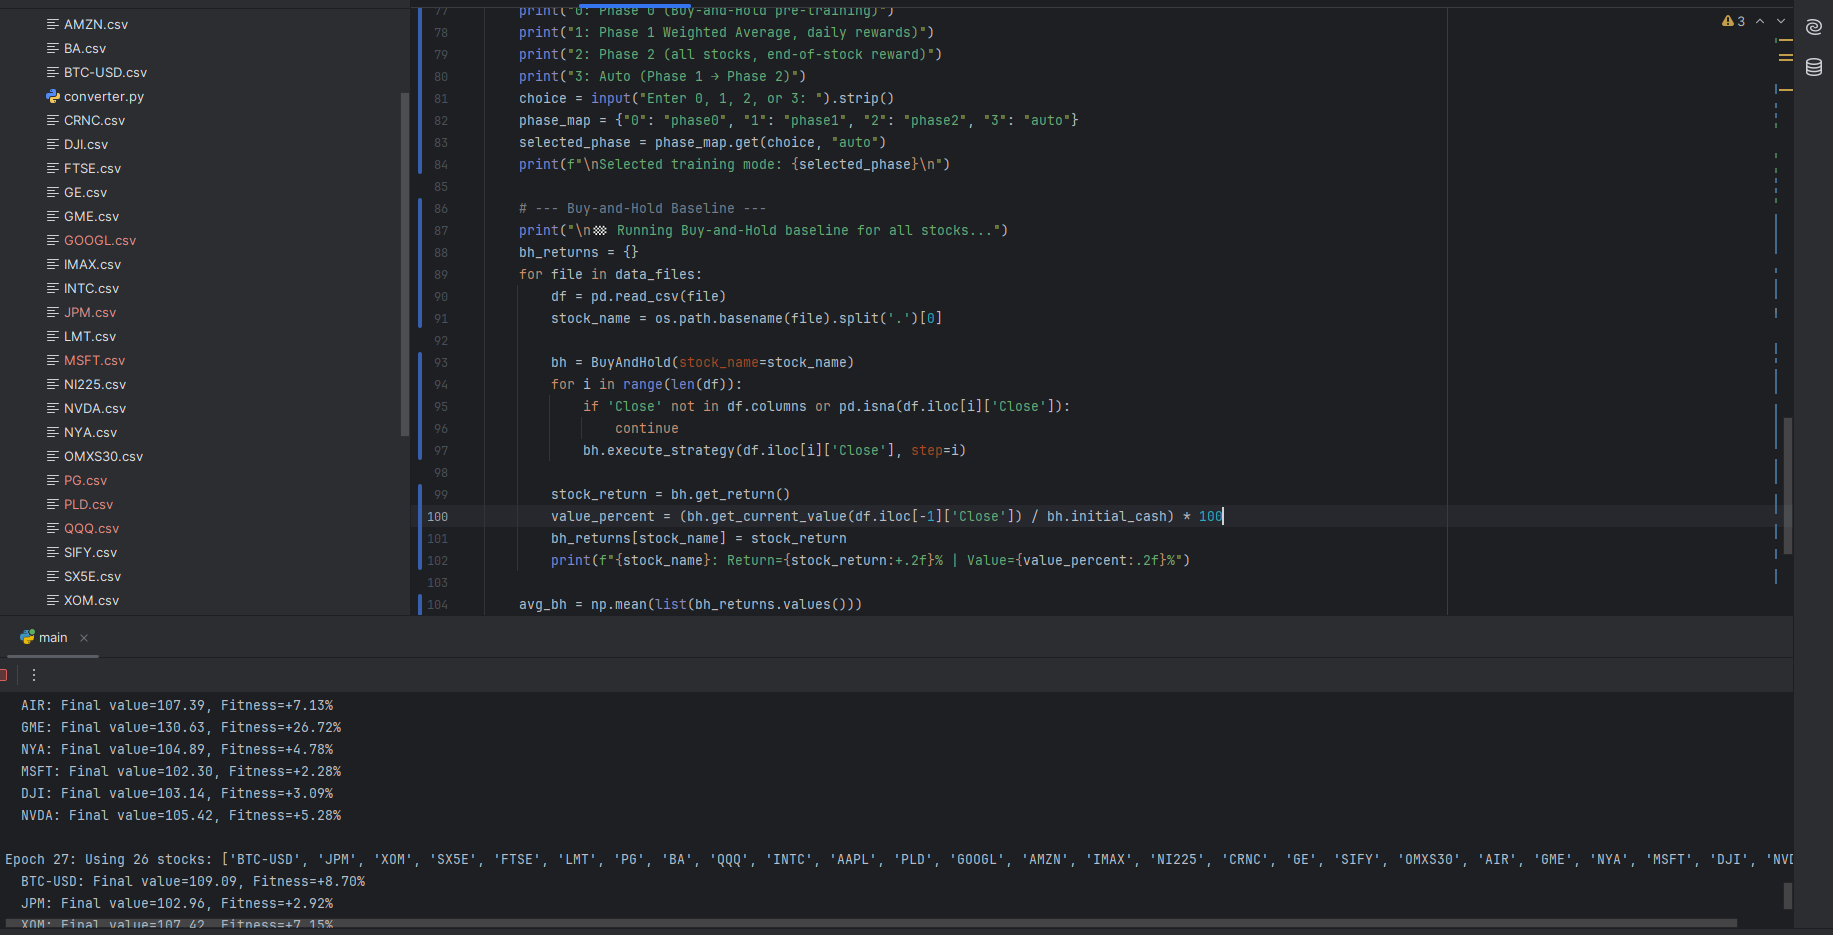 AMZN.csv
BA.csv
BTC-USD.csv
converter.py
CRNC.csv
DJI.csv
FTSE.csv
GE.csv
GME.csv
GOOGL.csv
IMAX.csv
INTC.csv
JPM.csv
LMT.csv
MSFT.csv
NI225.csv
NVDA.csv
NYA.csv
OMXS30.csv
PG.csv
PLD.csv
QQQ.csv
SIFY.csv
SX5E.csv
XOM.csv
77 print("0: Phase 0 (Buy-and-Hold pre-training)")
78 print("1: Phase 1 Weighted Average, daily rewards)")
79 print("2: Phase 2 (all stocks, end-of-stock reward)")
80 print("3: Auto (Phase 1 → Phase 2)")
81 choice = input("Enter 0, 1, 2, or 3: ").strip()
82 phase_map = {"0": "phase0", "1": "phase1", "2": "phase2", "3": "auto"}
83 selected_phase = phase_map.get(choice, "auto")
84 print(f"\nSelected training mode: {selected_phase}\n")
85
86 # --- Buy-and-Hold Baseline ---
87 print("\n🏁 Running Buy-and-Hold baseline for all stocks...")
88 bh_returns = {}
89 for file in data_files:
90 df = pd.read_csv(file)
91 stock_name = os.path.basename(file).split('.')[0]
92
93 bh = BuyAndHold(stock_name=stock_name)
94 for i in range(len(df)):
95 if 'Close' not in df.columns or pd.isna(df.iloc[i]['Close']):
96 continue
97 bh.execute_strategy(df.iloc[i]['Close'], step=i)
98
99 stock_return = bh.get_return()
100 value_percent = (bh.get_current_value(df.iloc[-1]['Close']) / bh.initial_cash) * 100
101 bh_returns[stock_name] = stock_return
102 print(f"{stock_name}: Return={stock_return:+.2f}% | Value={value_percent:.2f}%")
103
104 avg_bh = np.mean(list(bh_returns.values()))
3
main
AIR: Final value=107.39, Fitness=+7.13%
GME: Final value=130.63, Fitness=+26.72%
NYA: Final value=104.89, Fitness=+4.78%
MSFT: Final value=102.30, Fitness=+2.28%
DJI: Final value=103.14, Fitness=+3.09%
NVDA: Final value=105.42, Fitness=+5.28%
Epoch 27: Using 26 stocks: ['BTC-USD', 'JPM', 'XOM', 'SX5E', 'FTSE', 'LMT', 'PG', 'BA', 'QQQ', 'INTC', 'AAPL', 'PLD', 'GOOGL', 'AMZN', 'IMAX', 'NI225', 'CRNC', 'GE', 'SIFY', 'OMXS30', 'AIR', 'GME', 'NYA', 'MSFT', 'DJI', 'NVD
BTC-USD: Final value=109.09, Fitness=+8.70%
JPM: Final value=102.96, Fitness=+2.92%
XOM: Final value=107.42, Fitness=+7.15%